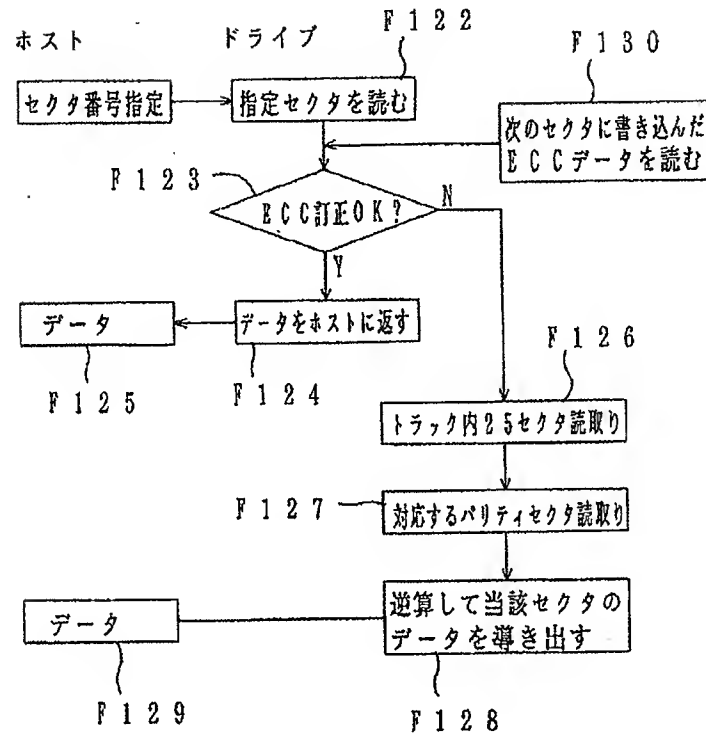 ホスト
ドライブ
F122
F130
セクタ番号指定
指定セクタを読む
次のセクタに書き込んだ
ECCデータを読む
F123
ECC訂正OK?
N
Y
データ
データをホストに返す
F125
F124
F126
トラック内25セクタ読取り
F127
対応するパリティセクタ読取り
データ
逆算して当該セクタの
データを導き出す
F129
F128